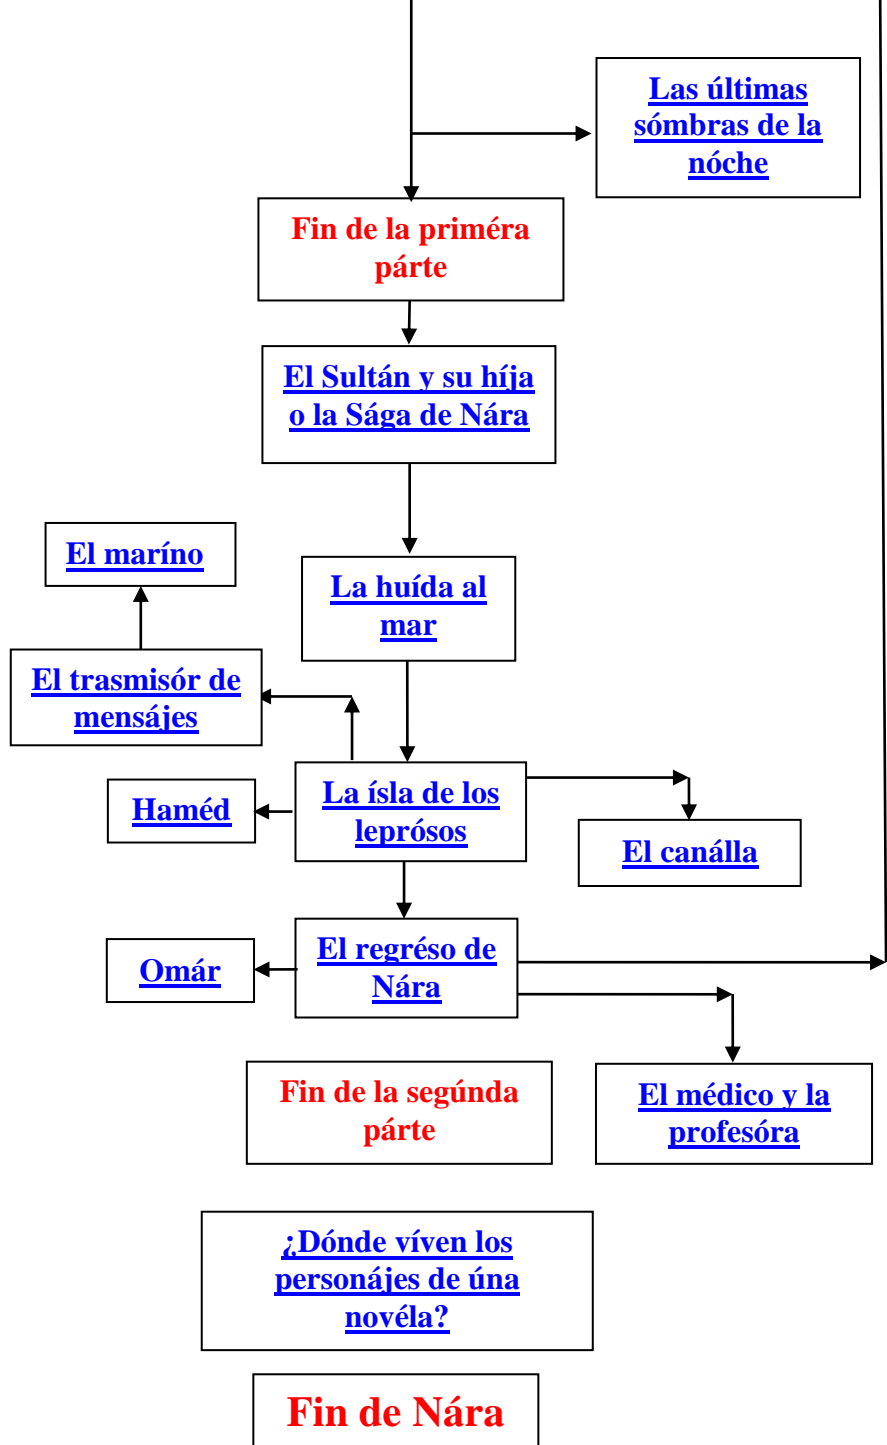 Las últimas
sómbras de la
nóche
Fin de la priméra
párte
El Sultán y su híja
o la Sága de Nára
El maríno
La huída al
mar
El trasmisór de
mensájes
La ísla de los
leprósos
Haméd
El canálla
El regréso de
Nára
Omár
Fin de la segúnda
párte
El médico y la
profesóra
¿Dónde víven los
personájes de úna
novéla?
Fin de Nára